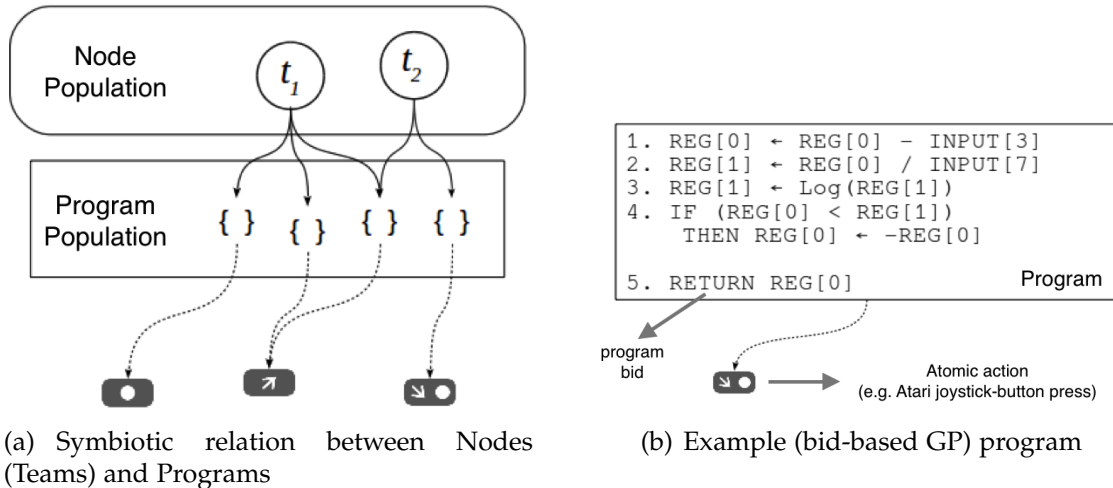 Node
Population
t1
t2
Program
Population
{ }
{ }
{ }
{ }
(a) Symbiotic relation between Nodes
(Teams) and Programs
1. REG[0] ← REG[0] - INPUT[3]
2. REG[1] ← REG[0] / INPUT[7]
3. REG[1] ← Log(REG[1])
4. IF (REG[0] < REG[1])
THEN REG[0] ← -REG[0]
5. RETURN REG[0]
Program
program
bid
Atomic action
(e.g. Atari joystick-button press)
(b) Example (bid-based GP) program